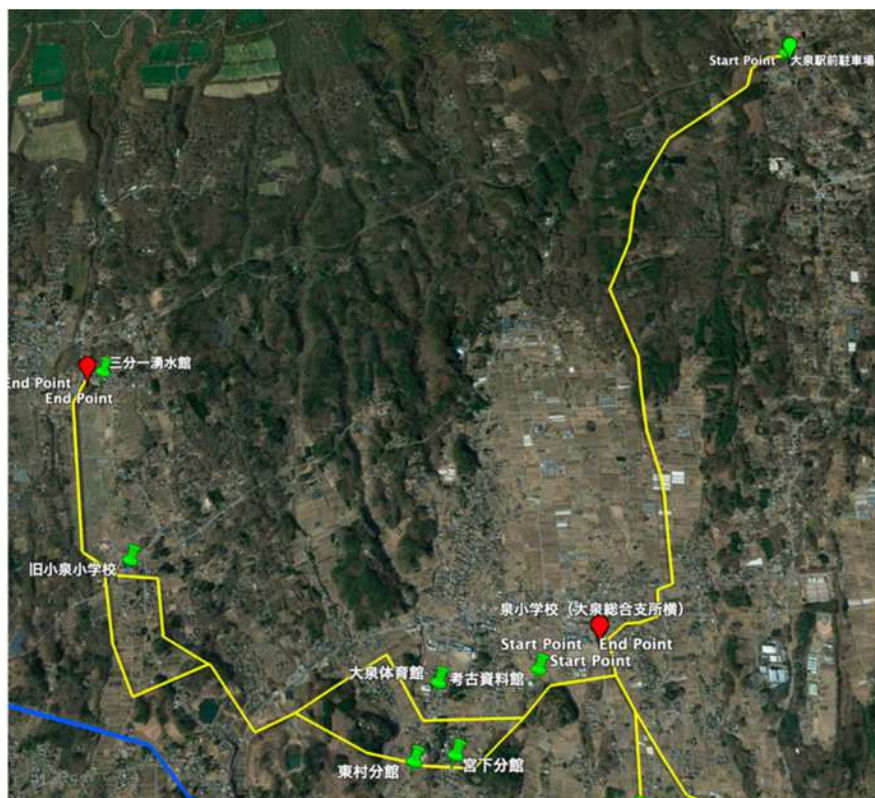 Start Point 大泉駅前駐車場
三分一湧水館
End Point
End Point
旧小泉小学校
泉小学校（大泉総合支所横）
Start Point End Point
Start Point
大泉体育館 考古資料館
東村分館 宮下分館